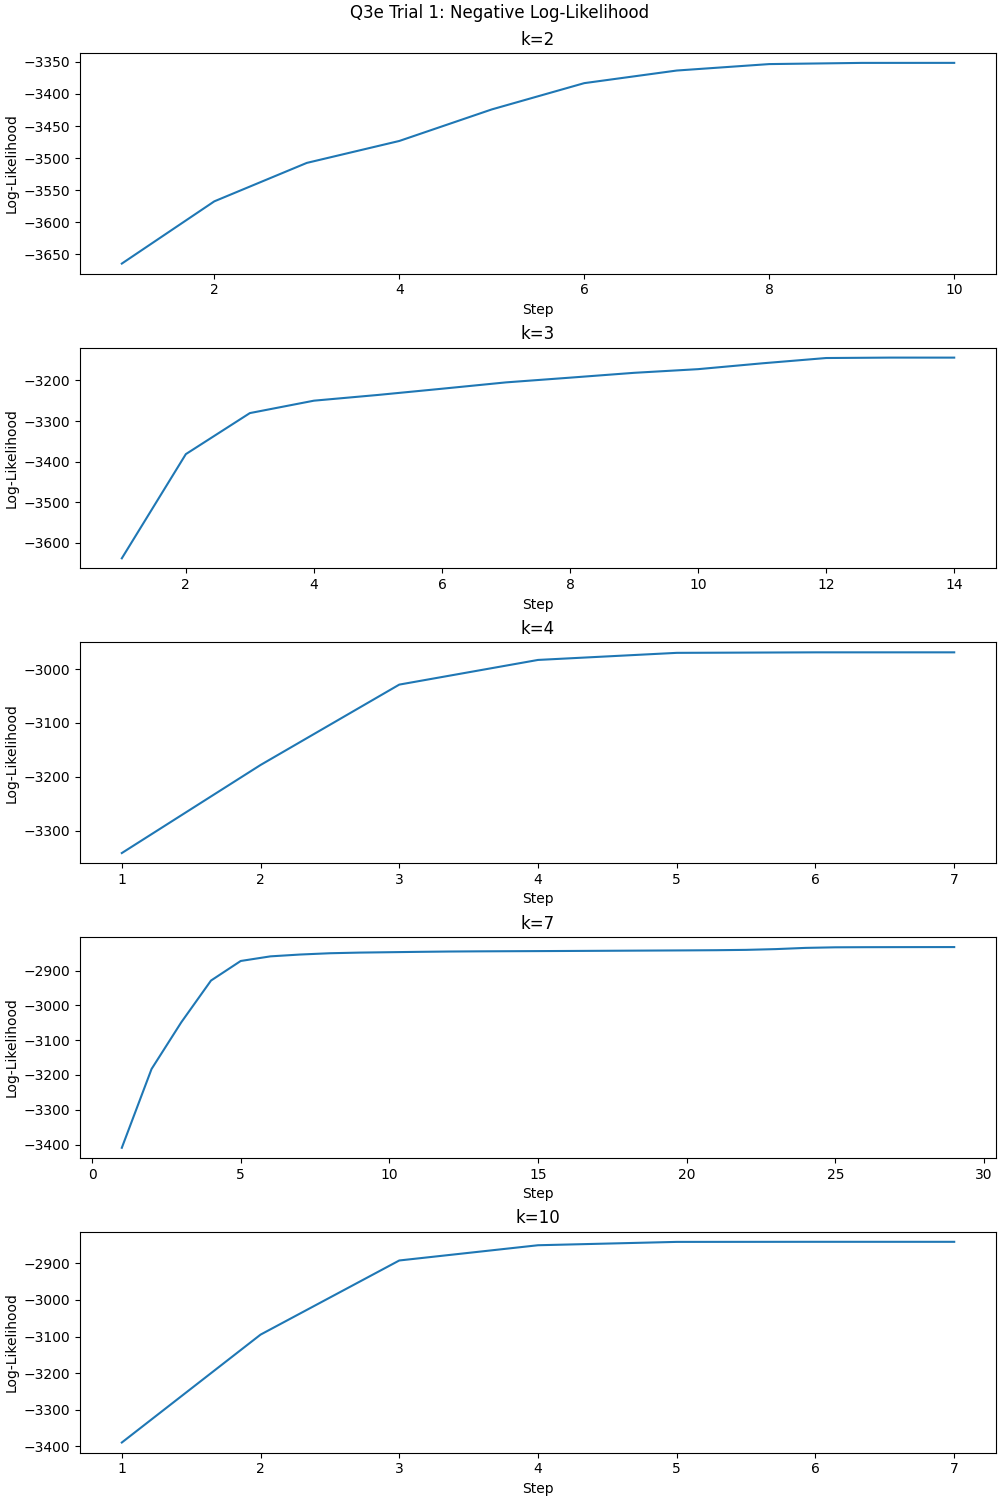 Q3e Trial 1: Negative Log-Likelihood
k=2
−3350
−3400
−3450
−3500
−3550
−3600
−3650
Log-Likelihood
2 4 6 8 10
Step
k=3
−3200
−3300
−3400
−3500
−3600
Log-Likelihood
2 4 6 8 10 12 14
Step
k=4
−3000
−3100
−3200
−3300
Log-Likelihood
1 2 3 4 5 6 7
Step
k=7
−2900
−3000
−3100
−3200
−3300
−3400
Log-Likelihood
0 5 10 15 20 25 30
Step
k=10
−2900
−3000
−3100
−3200
−3300
−3400
Log-Likelihood
1 2 3 4 5 6 7
Step